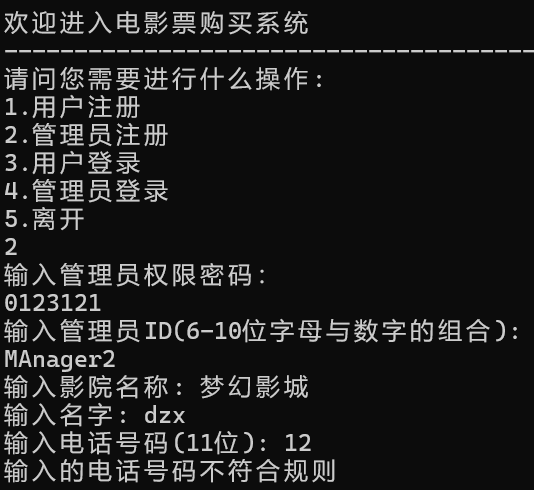 欢迎进入电影票购买系统
--------------------------------------
请问您需要进行什么操作:
1.用户注册
2.管理员注册
3.用户登录
4.管理员登录
5.离开
2
输入管理员权限密码:
0123121
输入管理员ID(6-10位字母与数字的组合):
MAnager2
输入影院名称: 梦幻影城
输入名字: dzx
输入电话号码(11位): 12
输入的电话号码不符合规则